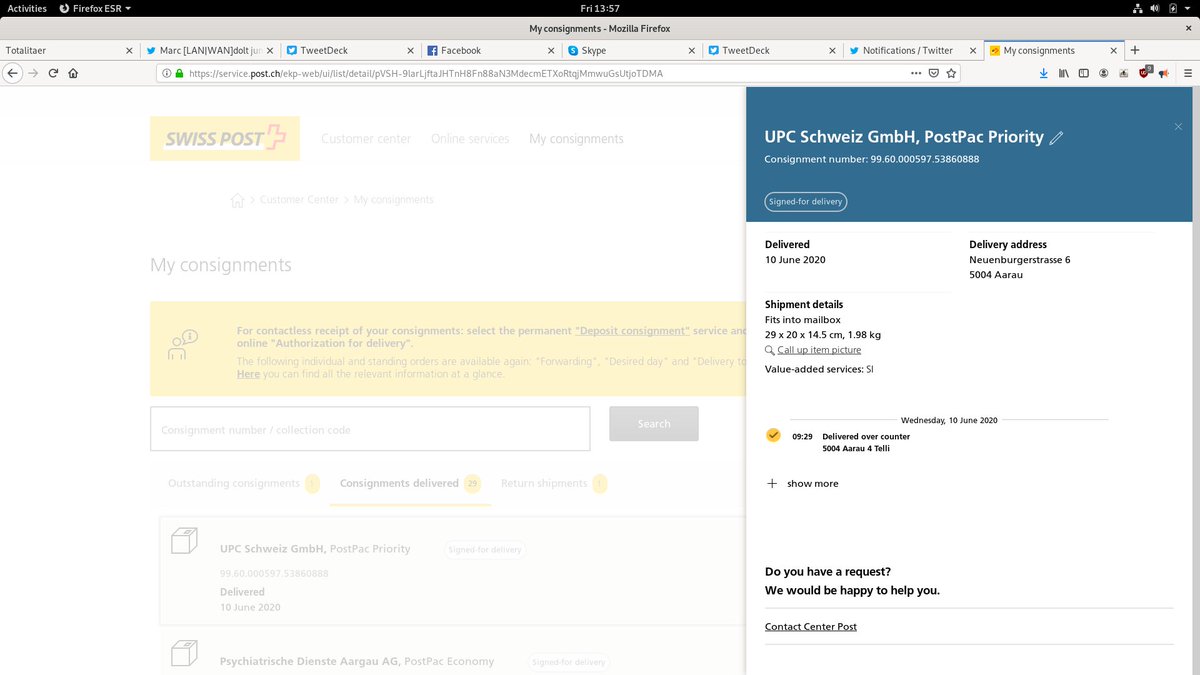 Activities Firefox ESR Fri 13:57
My consignments - Mozilla Firefox
Totalitaer
Marc [LAN|WAN]dolt jun
TweetDeck
Facebook
Skype
TweetDeck
Notifications / Twitter
My consignments
https://service.post.ch/ekp-web/ui/list/detail/
9
SWISS POST
Customer center Online services My consignments
Customer Center > My consignments
My consignments
For contactless receipt of your consignments: select the permanent "Deposit consignment" service and
online "Authorization for delivery".
The following individual and standing orders are available again: "Forwarding", "Desired day" and "Delivery to
Here you can find all the relevant information at a glance.
Consignment number / collection code
Search
Outstanding consignments 1 Consignments delivered 29 Return shipments 1
UPC Schweiz GmbH, PostPac Priority Signed-for delivery
99.60.000597.53860888
Delivered
10 June 2020
Psychiatrische Dienste Aargau AG, PostPac Economy Signed-for delivery
UPC Schweiz GmbH, PostPac Priority
Consignment number: 99.60.000597.53860888
Signed-for delivery
Delivered
10 June 2020
Delivery address
Neuenburgerstrasse 6
5004 Aarau
Shipment details
Fits into mailbox
29 x 20 x 14.5 cm, 1.98 kg
Call up item picture
Value-added services: SI
Wednesday, 10 June 2020
09:29 Delivered over counter
5004 Aarau 4 Telli
show more
Do you have a request?
We would be happy to help you.
Contact Center Post